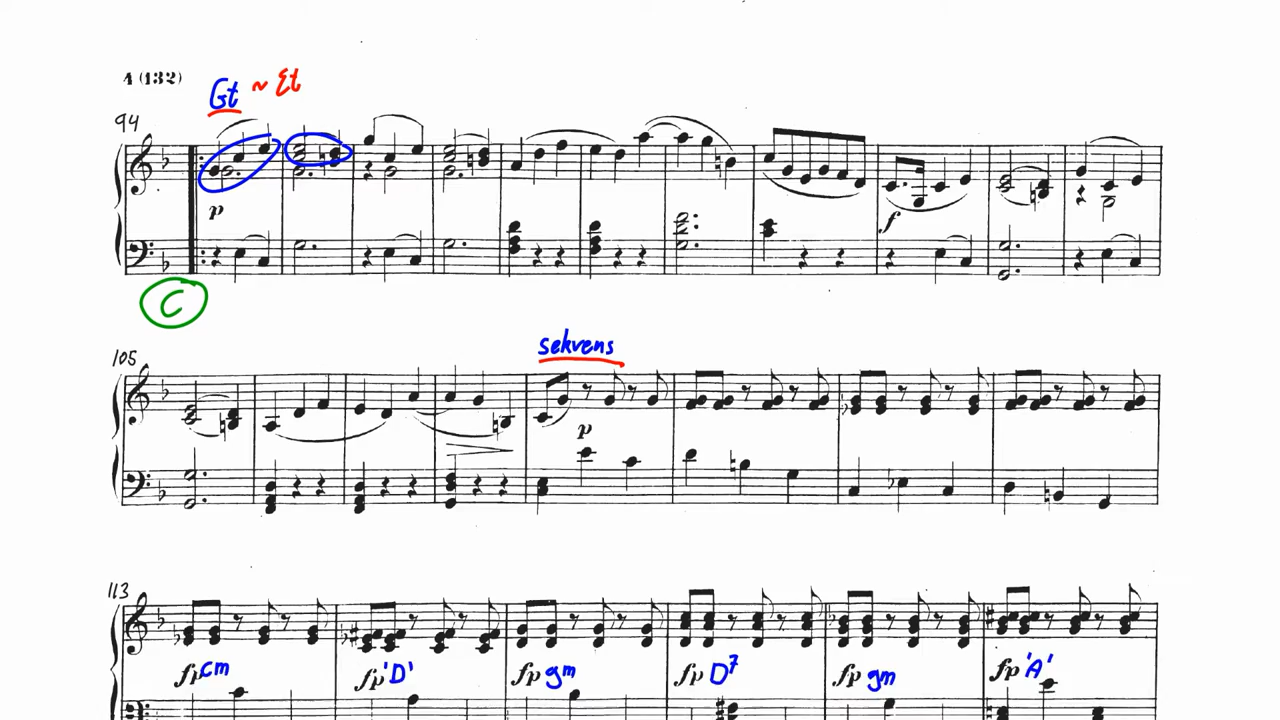 4 (132)
Gt ~ Et
94
p
f
C
105
sekvens
p
113
fp cm fp 'D' fp gm fp D7 fp gm fp 'A'